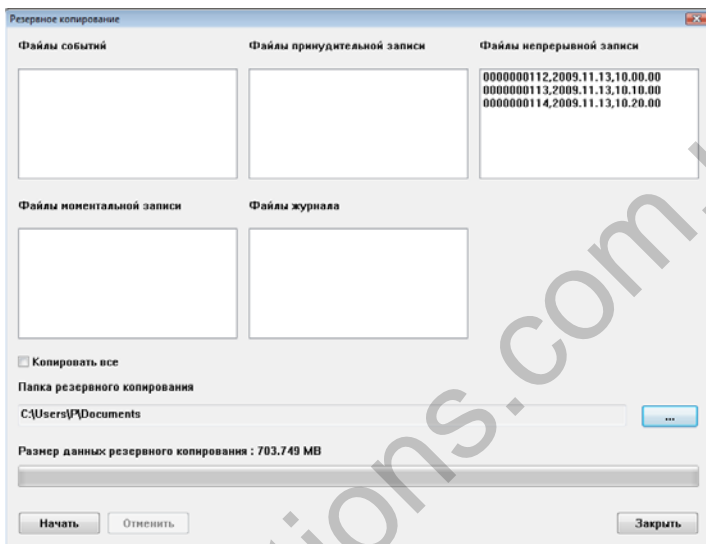 Резервное копирование
Файлы событий
Файлы принудительной записи
Файлы непрерывной записи
0000000112,2009.11.13,10.00.00
0000000113,2009.11.13,10.10.00
0000000114,2009.11.13,10.20.00
Файлы моментальной записи
Файлы журнала
Копировать все
Папка резервного копирования
C:\Users\P\Documents
...
Размер данных резервного копирования : 703.749 MB
Начать
Отменить
Закрыть
ions.com.